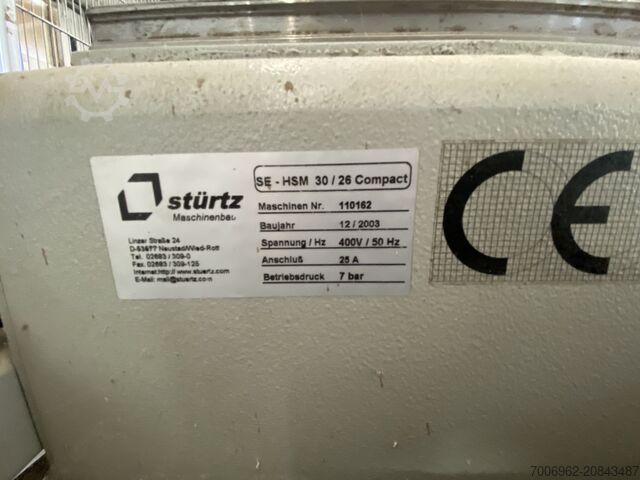 stürtz
Maschinenbau
Linzer Straße 24
D-53577 Neustadt/Wied-Rott
Tel. 02683 / 309-0
Fax. 02683 / 309-125
Internet:http:// www.stuertz.com
E-Mail: mail@stuertz.com
SE - HSM 30 / 26 Compact
Maschinen Nr. 110162
Baujahr 12 / 2003
Spannung / Hz 400V / 50 Hz
Anschluß 25 A
Betriebsdruck 7 bar
CE
7006962-20843487